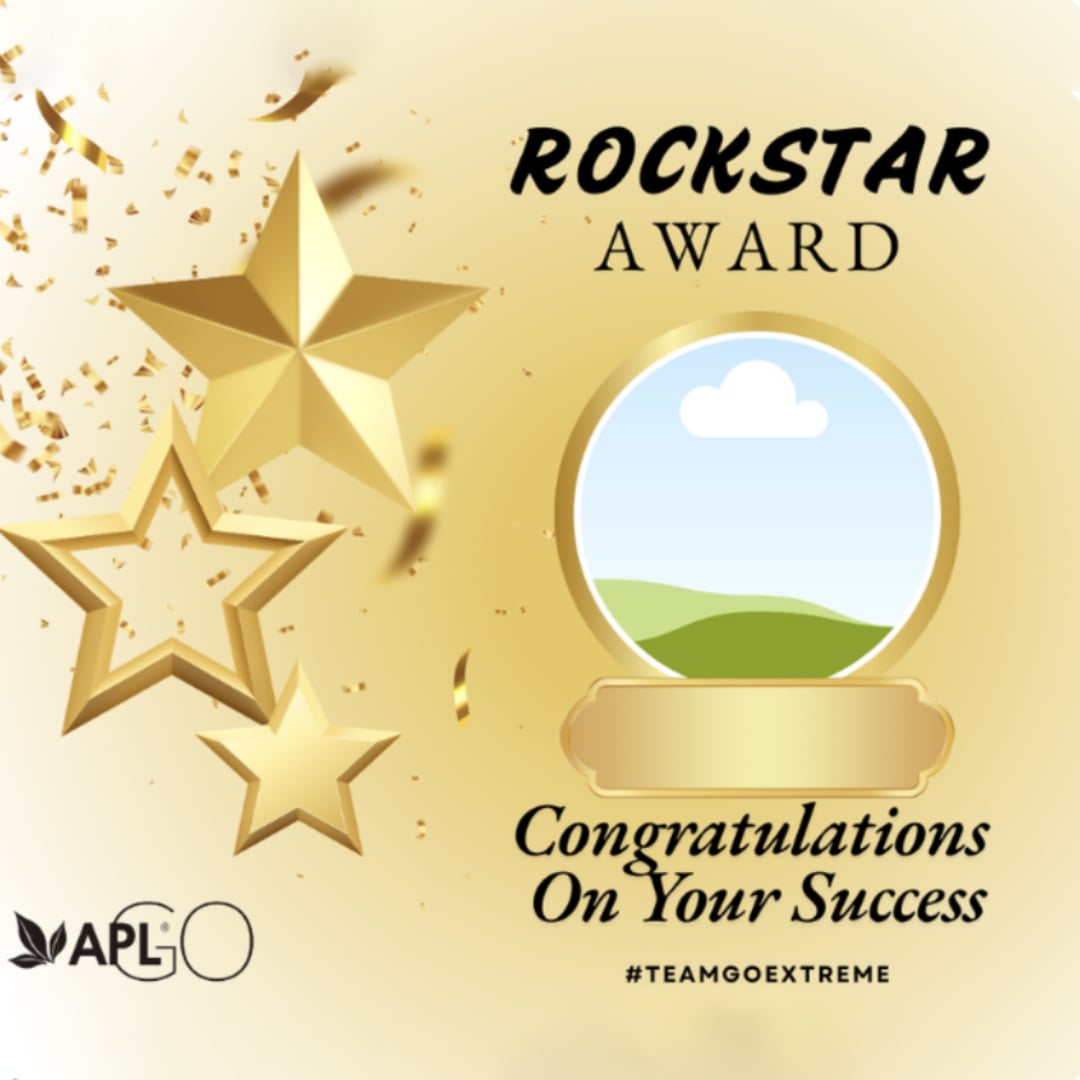 ROCKSTAR
AWARD
Congratulations
On Your Success
APLGO®
#TEAMGOEXTREME